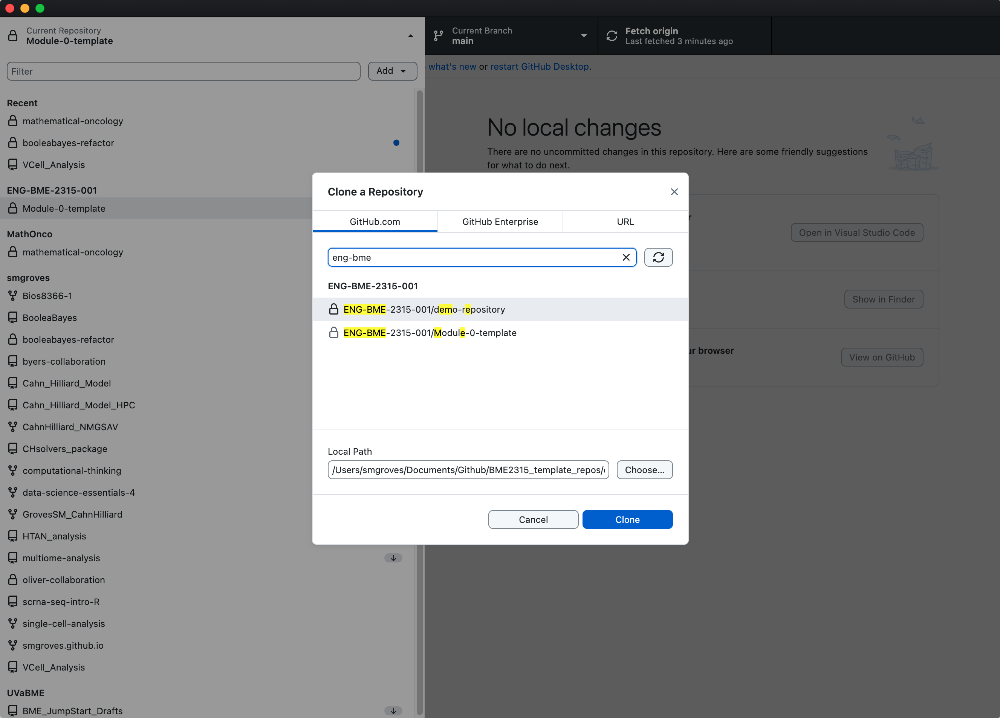 Current Repository
Module-0-template
Current Branch
main
Fetch origin
Last fetched 3 minutes ago
Filter
Add
what's new or restart GitHub Desktop.
Recent
mathematical-oncology
booleabayes-refactor
VCell_Analysis
ENG-BME-2315-001
Module-0-template
MathOnco
mathematical-oncology
smgroves
Bios8366-1
BooleaBayes
booleabayes-refactor
byers-collaboration
Cahn_Hilliard_Model
Cahn_Hilliard_Model_HPC
CahnHilliard_NMGSAV
CHsolvers_package
computational-thinking
data-science-essentials-4
GrovesSM_CahnHilliard
HTAN_analysis
multiome-analysis
oliver-collaboration
scrna-seq-intro-R
single-cell-analysis
smgroves.github.io
VCell_Analysis
UVaBME
BME_JumpStart_Drafts
No local changes
There are no uncommitted changes in this repository. Here are some friendly suggestions
for what to do next.
Open in Visual Studio Code
Show in Finder
browser
View on GitHub
Clone a Repository
GitHub.com
GitHub Enterprise
URL
eng-bme
ENG-BME-2315-001
ENG-BME-2315-001/demo-repository
ENG-BME-2315-001/Module-0-template
Local Path
/Users/smgroves/Documents/Github/BME2315_template_repos/
Choose...
Cancel
Clone